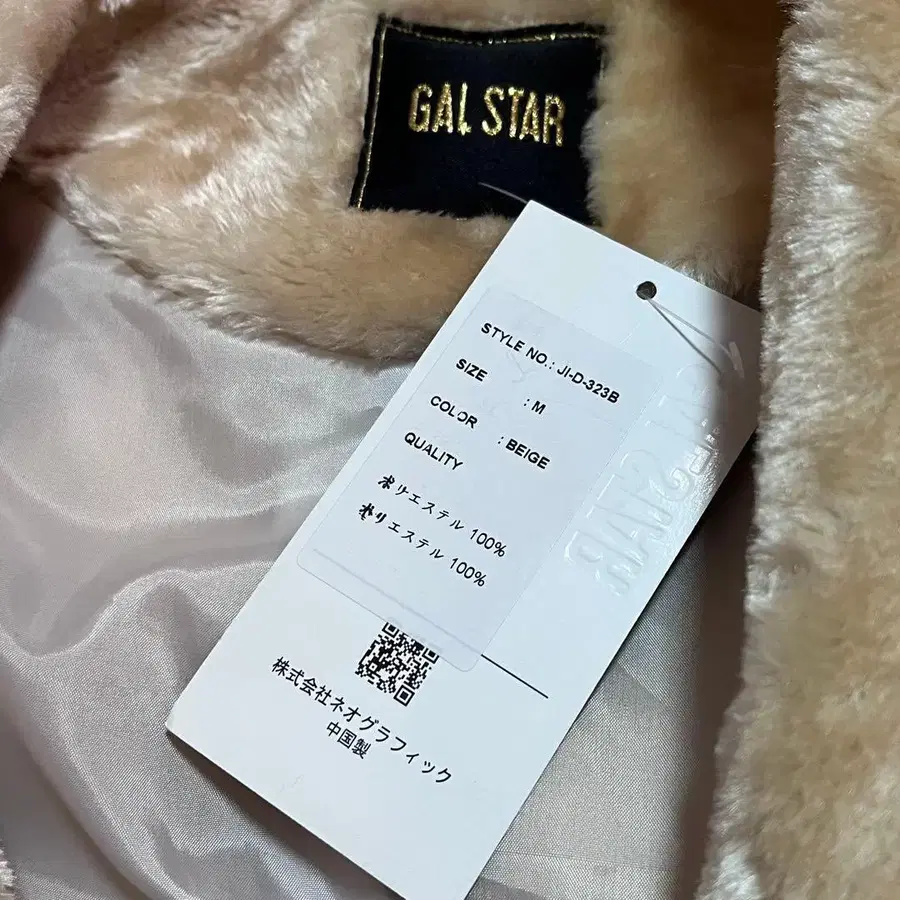 GAL STAR
STYLE NO.: JI-D-323B
SIZE : M
COLOR : BEIGE
QUALITY
ポリエステル 100%
ポリエステル 100%
株式会社ネオグラフィック
中国製